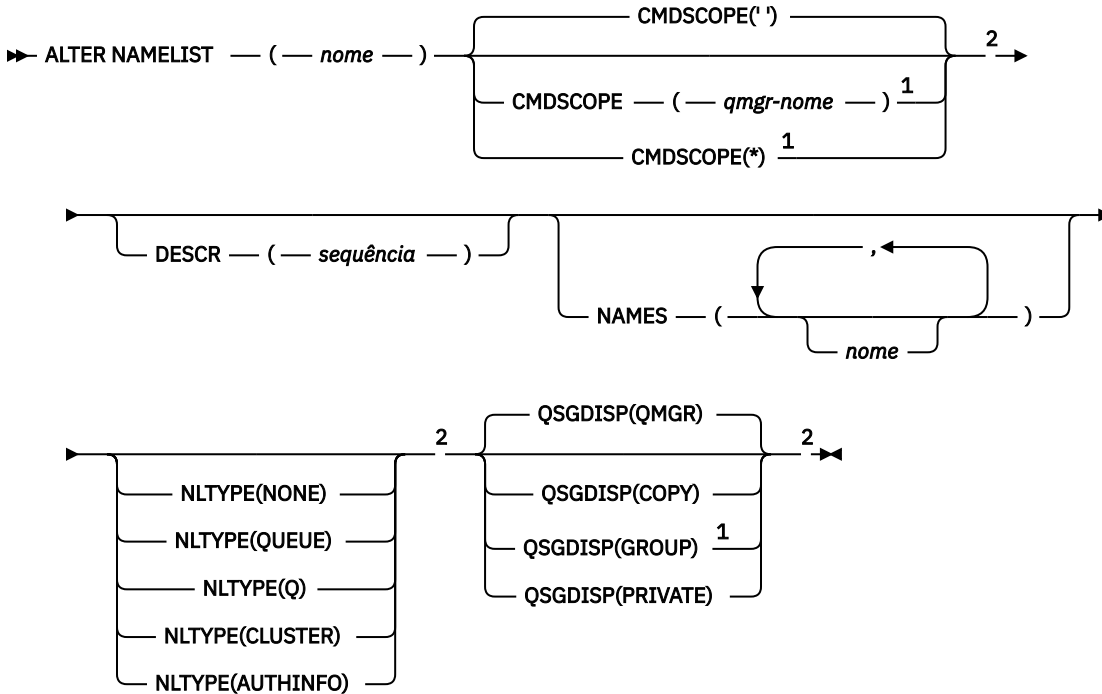 CMDSCOPE(' ')
ALTER NAMELIST ( nome ) 2
CMDSCOPE ( qmgr-nome ) 1
CMDSCOPE(*) 1
DESCR ( sequência )
,
NAMES ( )
nome
QSGDISP(QMGR)
2 2
NLTYPE(NONE) QSGDISP(COPY)
NLTYPE(QUEUE) QSGDISP(GROUP) 1
NLTYPE(Q) QSGDISP(PRIVATE)
NLTYPE(CLUSTER)
NLTYPE(AUTHINFO)